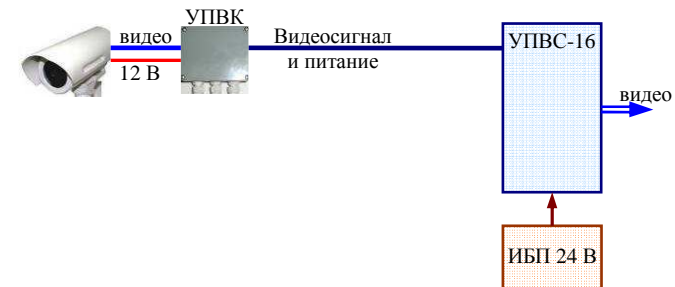 УПВК
видео
12 В
Видеосигнал
и питание
УПВС-16
видео
ИБП 24 В